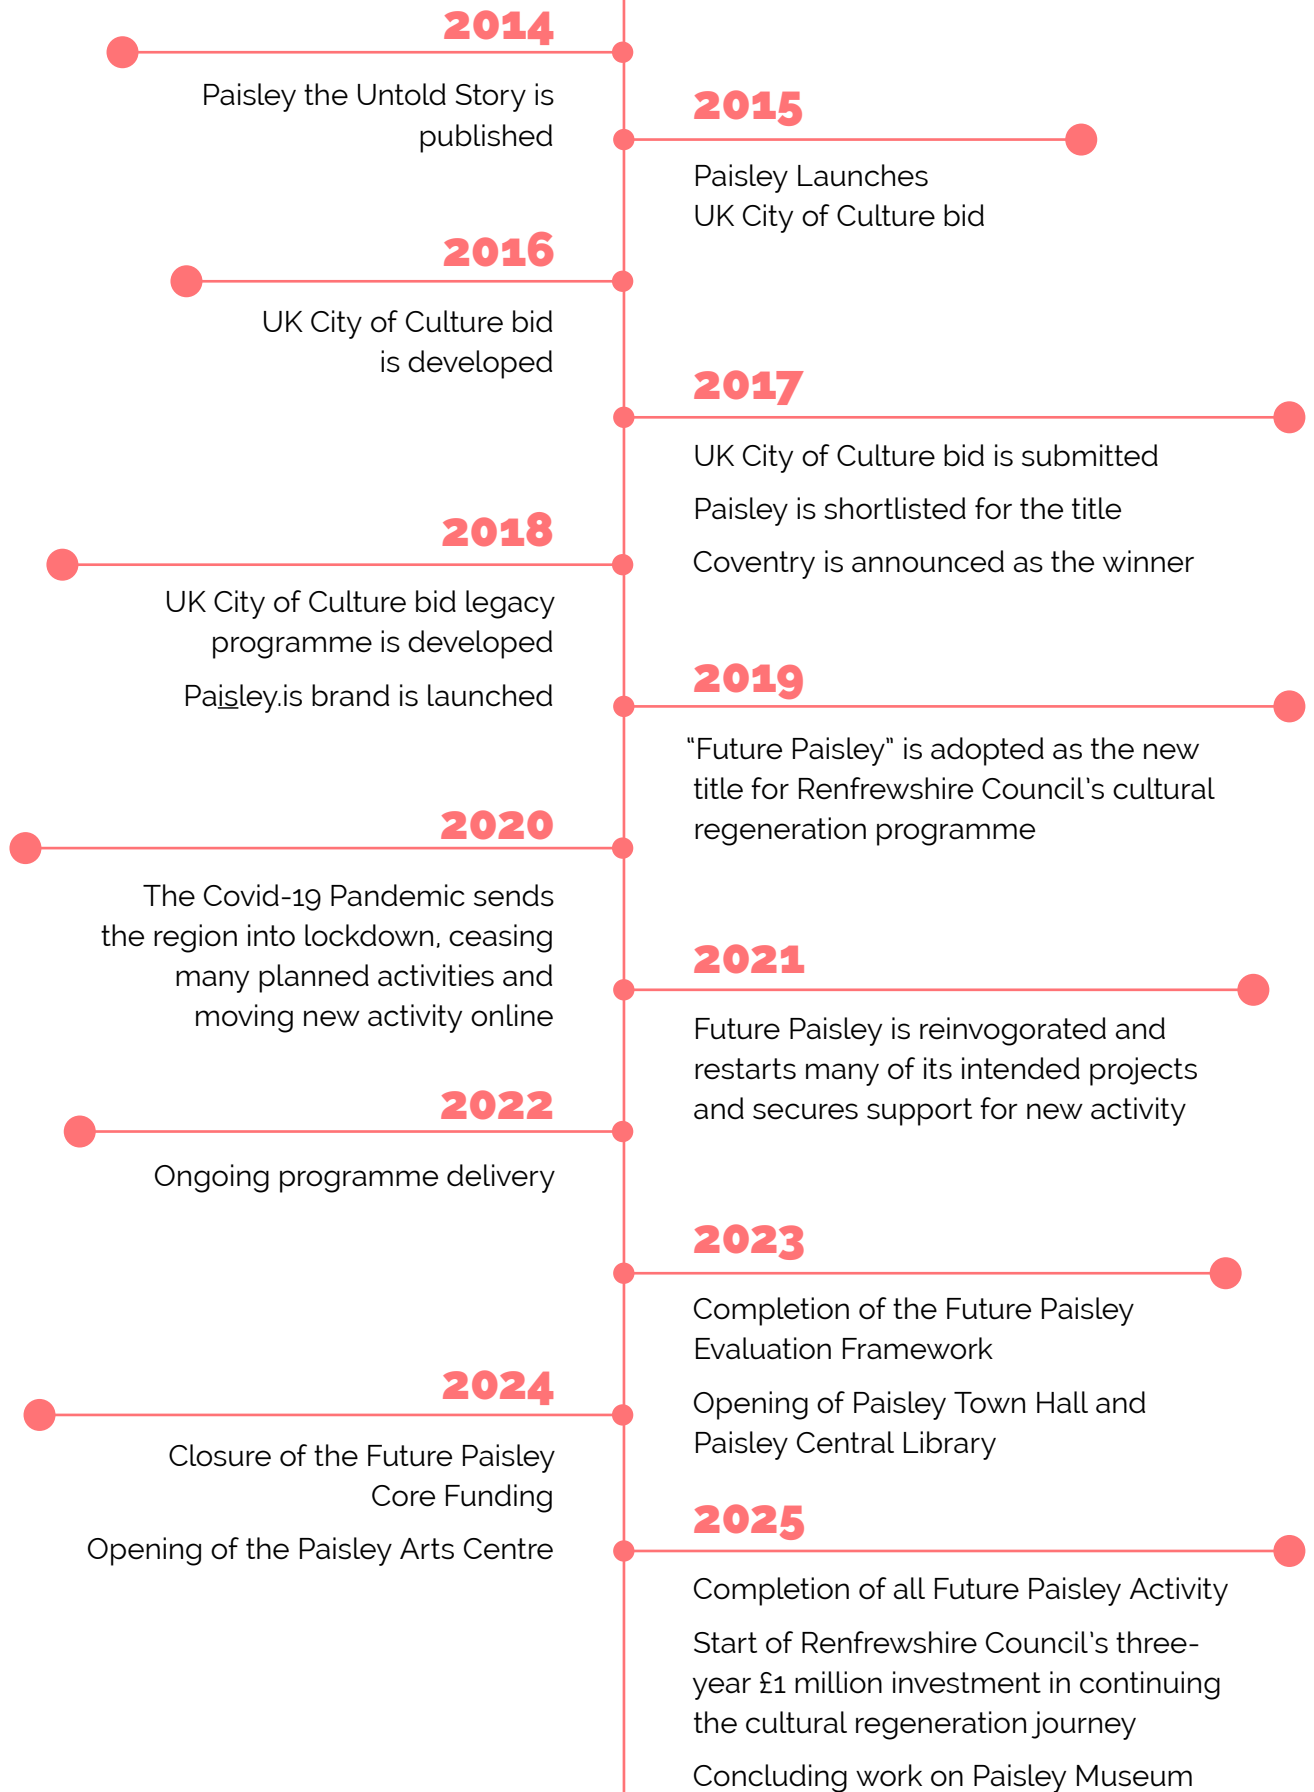 2014
Paisley the Untold Story is
published
2015
Paisley Launches
UK City of Culture bid
2016
UK City of Culture bid
is developed
2017
UK City of Culture bid is submitted
Paisley is shortlisted for the title
Coventry is announced as the winner
2018
UK City of Culture bid legacy
programme is developed
Paisley.is brand is launched
2019
“Future Paisley” is adopted as the new
title for Renfrewshire Council’s cultural
regeneration programme
2020
The Covid-19 Pandemic sends
the region into lockdown, ceasing
many planned activities and
moving new activity online
2021
Future Paisley is reinvogorated and
restarts many of its intended projects
and secures support for new activity
2022
Ongoing programme delivery
2023
Completion of the Future Paisley
Evaluation Framework
Opening of Paisley Town Hall and
Paisley Central Library
2024
Closure of the Future Paisley
Core Funding
Opening of the Paisley Arts Centre
2025
Completion of all Future Paisley Activity
Start of Renfrewshire Council’s three-
year £1 million investment in continuing
the cultural regeneration journey
Concluding work on Paisley Museum